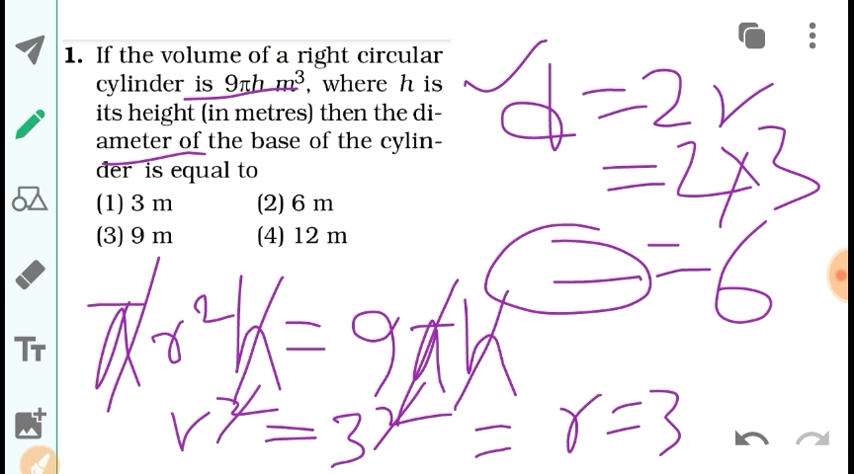 1. If the volume of a right circular
cylinder is 9πh m³, where h is
its height (in metres) then the di-
ameter of the base of the cylin-
der is equal to
(1) 3 m (2) 6 m
(3) 9 m (4) 12 m
d = 2r
= 2×3
= 6
πr²h = 9πh
r² = 3² = r = 3
TT